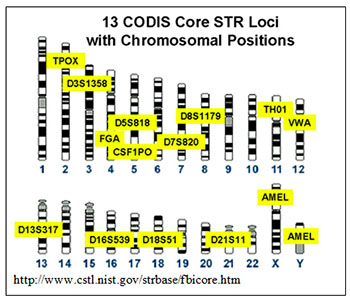 13 CODIS Core STR Loci
with Chromosomal Positions
TPOX
D3S1358
D8S1179
TH01
D5S818
VWA
FGA
D7S820
CSF1PO
1 2 3 4 5 6 7 8 9 10 11 12
AMEL
D13S317
D16S539 D18S51 D21S11
AMEL
13 14 15 16 17 18 19 20 21 22 X Y
http://www.cstl.nist.gov/strbase/fbicore.htm